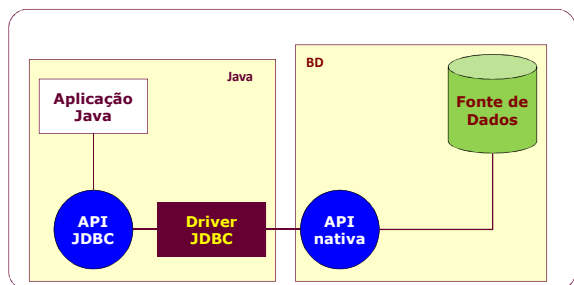 Java
Aplicação
Java
API
JDBC
Driver
JDBC
BD
Fonte de
Dados
API
nativa